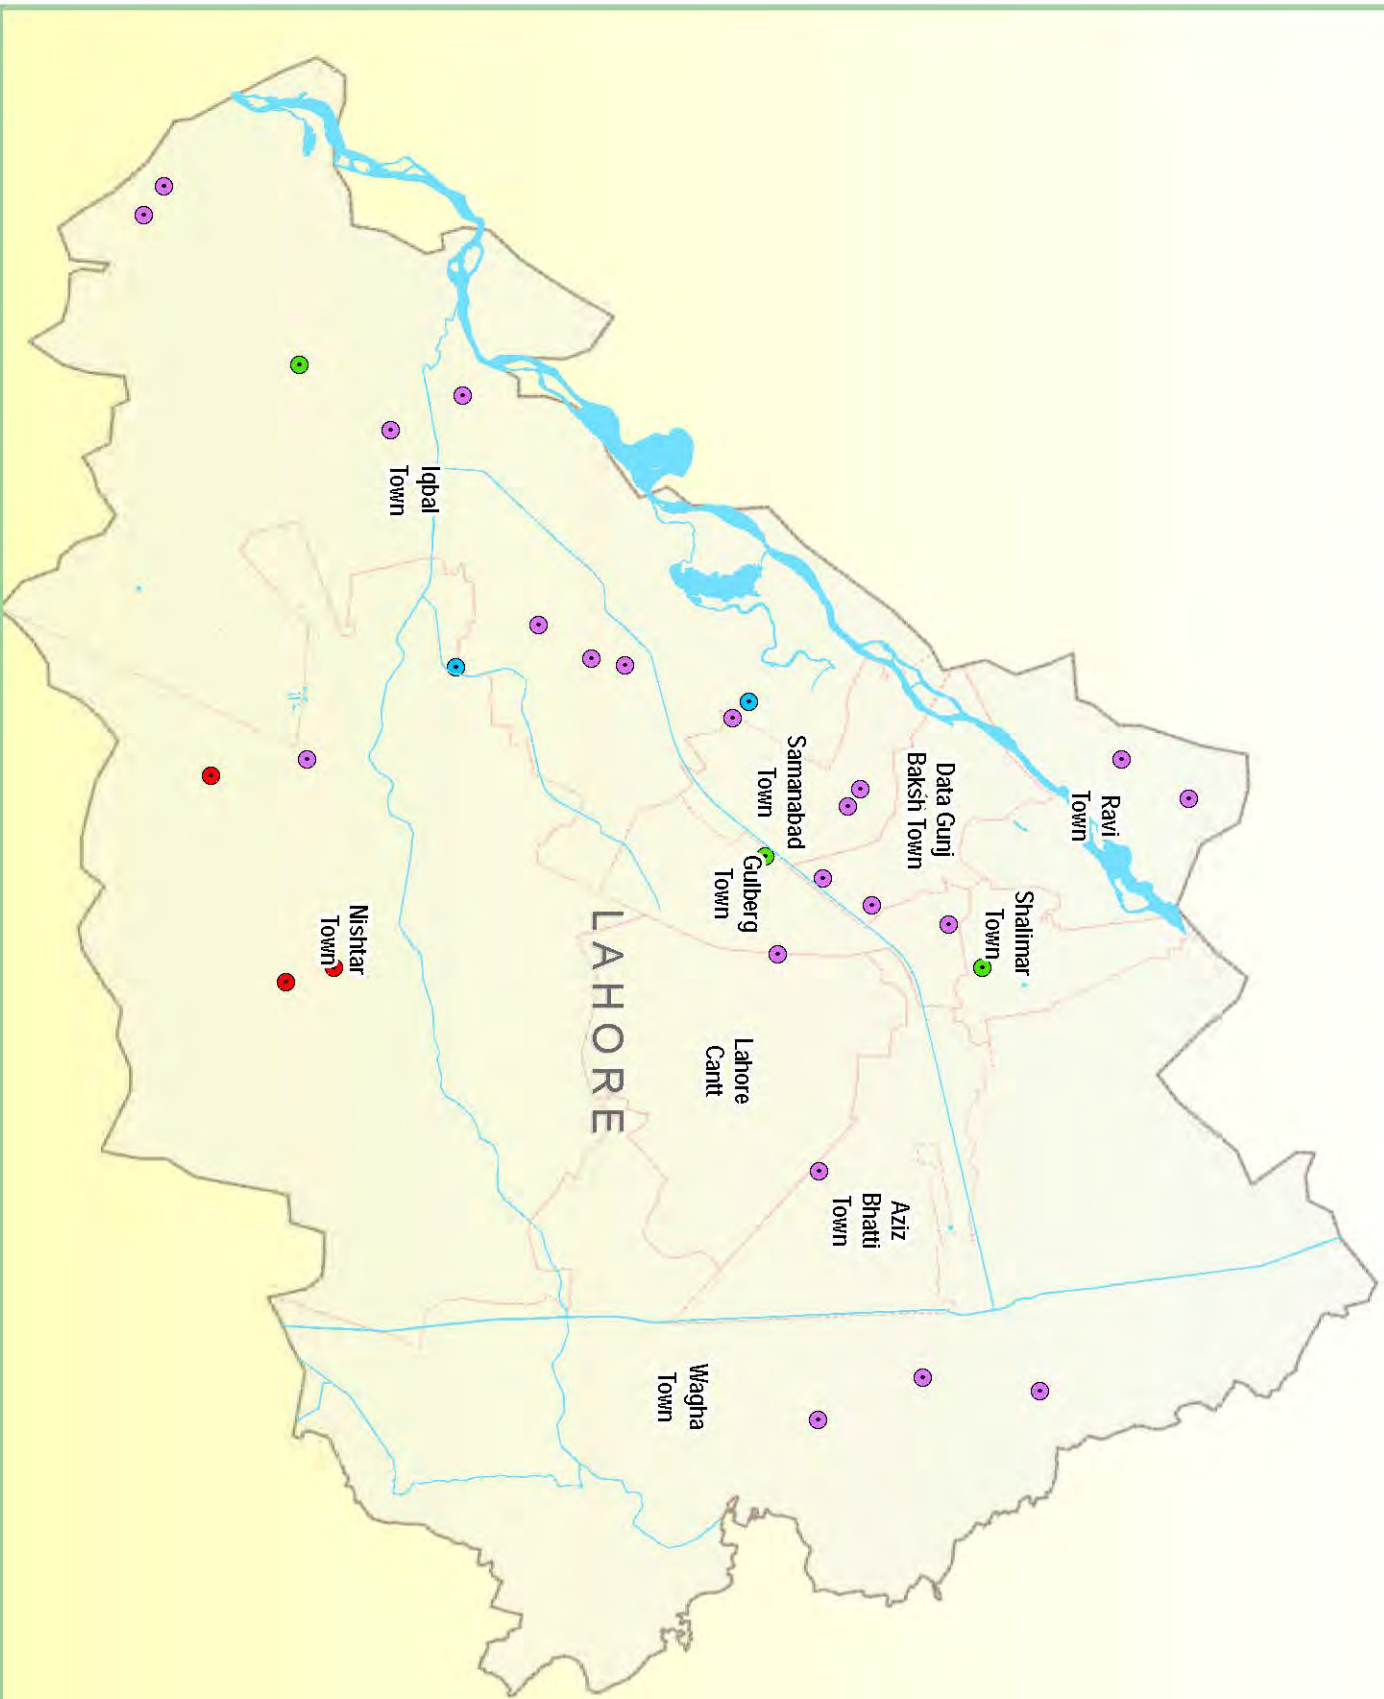 Ravi
Town
Shalimar
Town
Data Gunj
Baksh Town
Samanabad
Town
Gulberg
Town
Aziz
Bhatti
Town
Lahore
Cantt
Wagha
Town
LAHORE
Iqbal
Town
Nishtar
Town